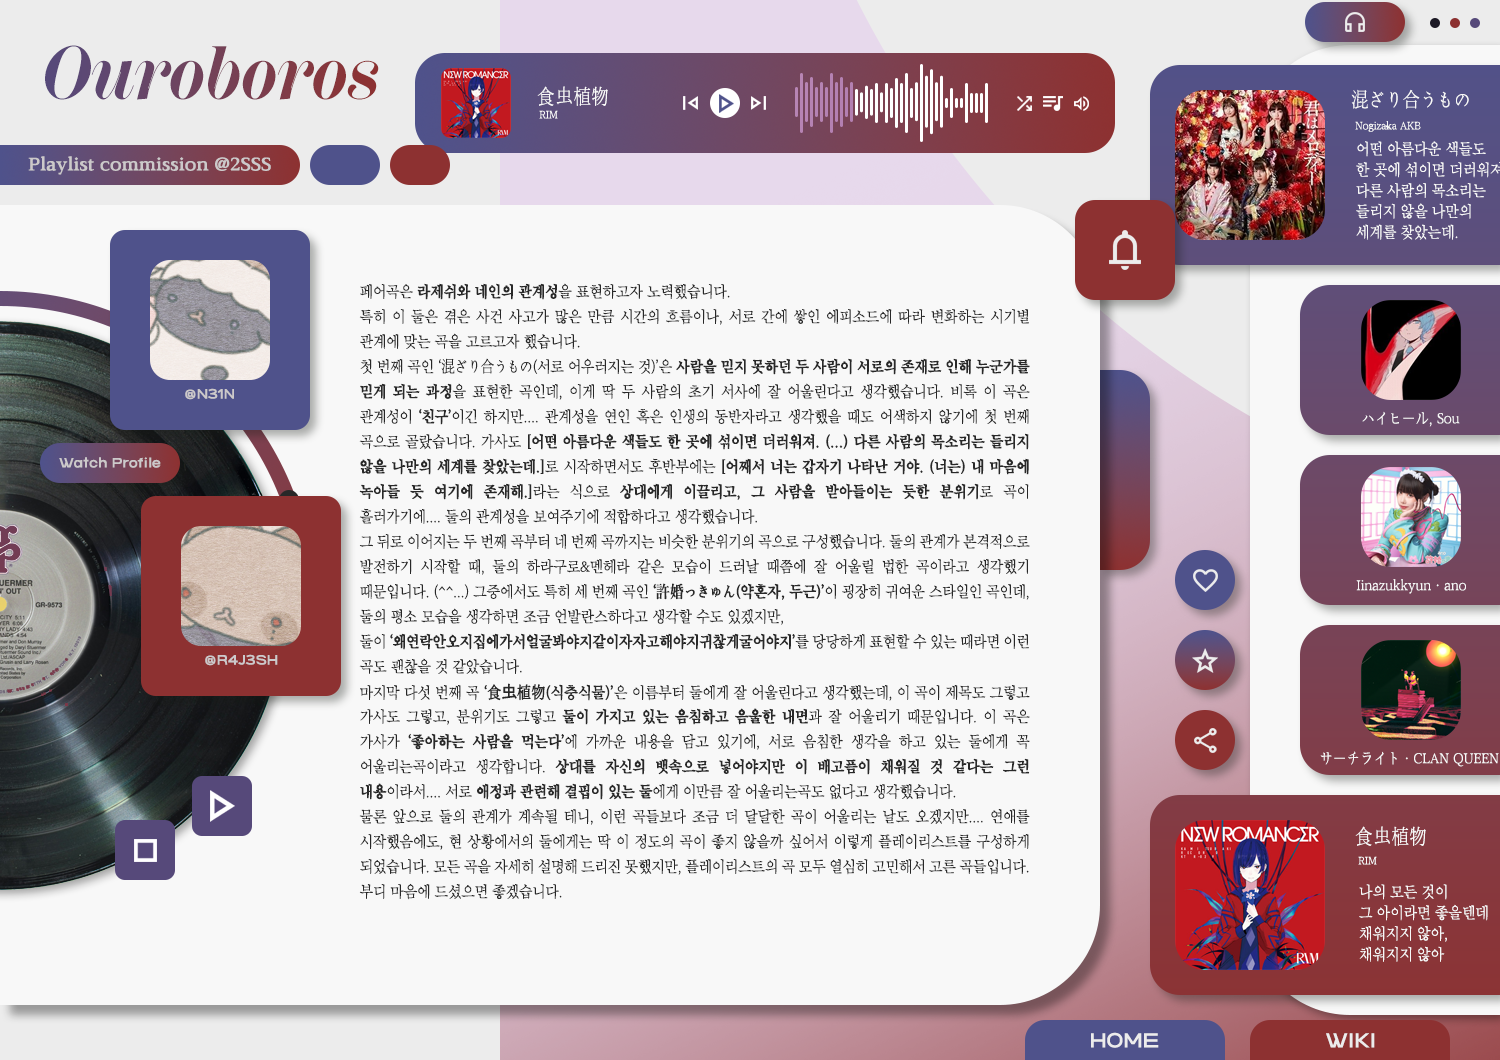 Ouroboros
NEW ROMANCER
RIM
食虫植物
RIM
Playlist commission @2SSS
混ざり合うもの
Nogizaka AKB
어떤 아름다운 색들도
한 곳에 섞이면 더러워져
다른 사람의 목소리는
들리지 않을 나만의
세계를 찾았는데.
君はメロディー
@N31N
Watch Profile
@R4J3SH
GR-9573
페어곡은 라제쉬와 네인의 관계성을 표현하고자 노력했습니다.
특히 이 둘은 겪은 사건 사고가 많은 만큼 시간의 흐름이나, 서로 간에 쌓인 에피소드에 따라 변화하는 시기별
관계에 맞는 곡을 고르고자 했습니다.
첫 번째 곡인 ‘混ざり合うもの(서로 어우러지는 것)’은 사람을 믿지 못하던 두 사람이 서로의 존재로 인해 누군가를
믿게 되는 과정을 표현한 곡인데, 이게 딱 두 사람의 초기 서사에 잘 어울린다고 생각했습니다. 비록 이 곡은
관계성이 ‘친구’이긴 하지만.... 관계성을 연인 혹은 인생의 동반자라고 생각했을 때도 어색하지 않기에 첫 번째
곡으로 골랐습니다. 가사도 [어떤 아름다운 색들도 한 곳에 섞이면 더러워져. (...) 다른 사람의 목소리는 들리지
않을 나만의 세계를 찾았는데.]로 시작하면서도 후반부에는 [어째서 너는 갑자기 나타난 거야. (너는) 내 마음에
녹아들 듯 여기에 존재해.]라는 식으로 상대에게 이끌리고, 그 사람을 받아들이는 듯한 분위기로 곡이
흘러가기에.... 둘의 관계성을 보여주기에 적합하다고 생각했습니다.
그 뒤로 이어지는 두 번째 곡부터 네 번째 곡까지는 비슷한 분위기의 곡으로 구성했습니다. 둘의 관계가 본격적으로
발전하기 시작할 때, 둘의 하라구로&멘헤라 같은 모습이 드러날 때쯤에 잘 어울릴 법한 곡이라고 생각했기
때문입니다. (^^...) 그중에서도 특히 세 번째 곡인 ‘許婚っきゅん(약혼자, 두근)’이 굉장히 귀여운 스타일인 곡인데,
둘의 평소 모습을 생각하면 조금 언발란스하다고 생각할 수도 있겠지만,
둘이 ‘왜연락안오지집에가서얼굴봐야지같이자자고해야지귀찮게굴어야지’를 당당하게 표현할 수 있는 때라면 이런
곡도 괜찮을 것 같았습니다.
마지막 다섯 번째 곡 ‘食虫植物(식충식물)’은 이름부터 둘에게 잘 어울린다고 생각했는데, 이 곡이 제목도 그렇고
가사도 그렇고, 분위기도 그렇고 둘이 가지고 있는 음침하고 음울한 내면과 잘 어울리기 때문입니다. 이 곡은
가사가 ‘좋아하는 사람을 먹는다’에 가까운 내용을 담고 있기에, 서로 음침한 생각을 하고 있는 둘에게 꼭
어울리는곡이라고 생각합니다. 상대를 자신의 뱃속으로 넣어야지만 이 배고픔이 채워질 것 같다는 그런
내용이라서.... 서로 애정과 관련해 결핍이 있는 둘에게 이만큼 잘 어울리는곡도 없다고 생각했습니다.
물론 앞으로 둘의 관계가 계속될 테니, 이런 곡들보다 조금 더 달달한 곡이 어울리는 날도 오겠지만.... 연애를
시작했음에도, 현 상황에서의 둘에게는 딱 이 정도의 곡이 좋지 않을까 싶어서 이렇게 플레이리스트를 구성하게
되었습니다. 모든 곡을 자세히 설명해 드리진 못했지만, 플레이리스트의 곡 모두 열심히 고민해서 고른 곡들입니다.
부디 마음에 드셨으면 좋겠습니다.
ハイヒール, Sou
Iinazukkyun · ano
サーチライト · CLAN QUEEN
NEW ROMANCER
RIM
食虫植物
RIM
나의 모든 것이
그 아이라면 좋을텐데
채워지지 않아,
채워지지 않아
HOME
WIKI